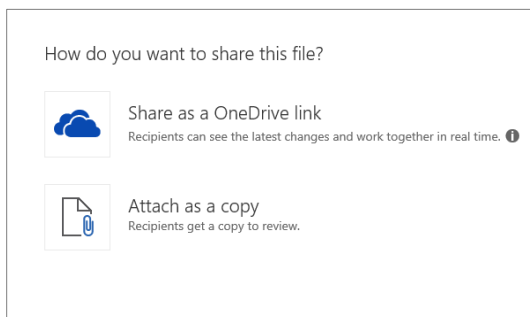 How do you want to share this file?
Share as a OneDrive link
Recipients can see the latest changes and work together in real time.
Attach as a copy
Recipients get a copy to review.